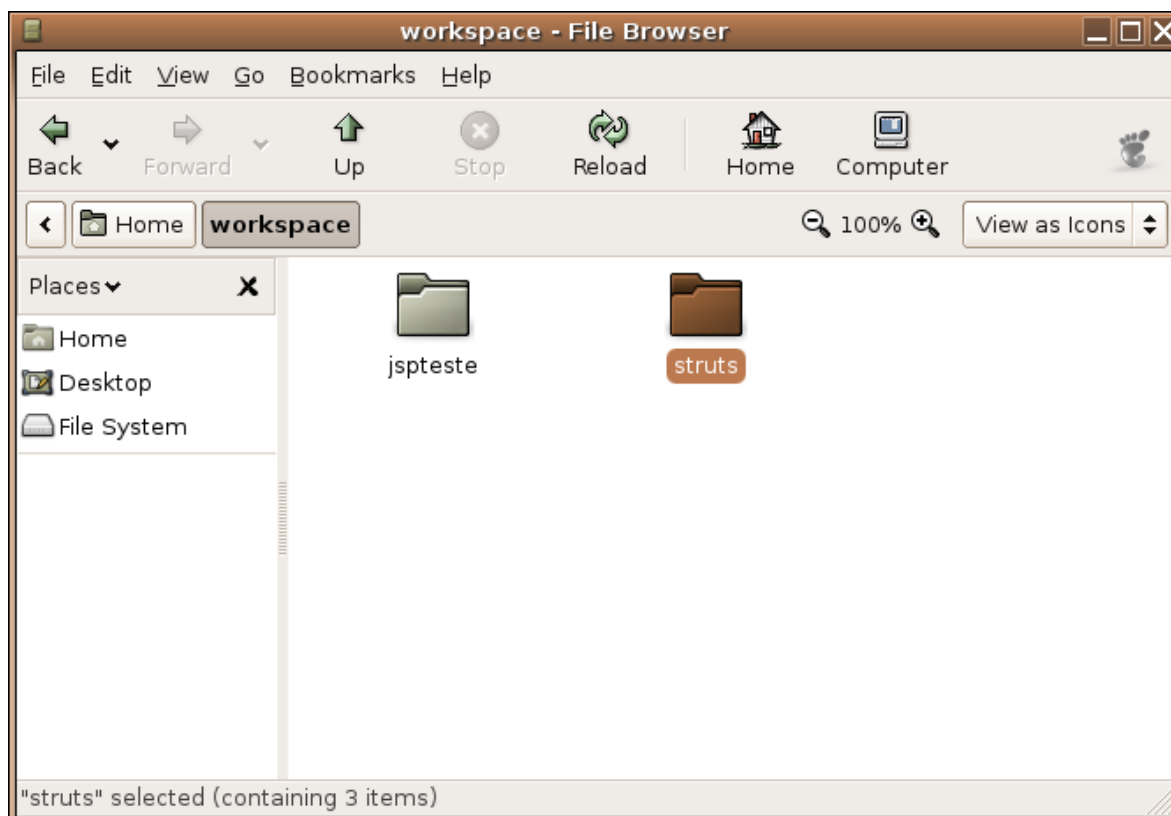 workspace - File Browser
File Edit View Go Bookmarks Help
Back Forward Up Stop Reload Home Computer
Home workspace 100% View as Icons
Places
Home
Desktop
File System
jspteste struts
"struts" selected (containing 3 items)